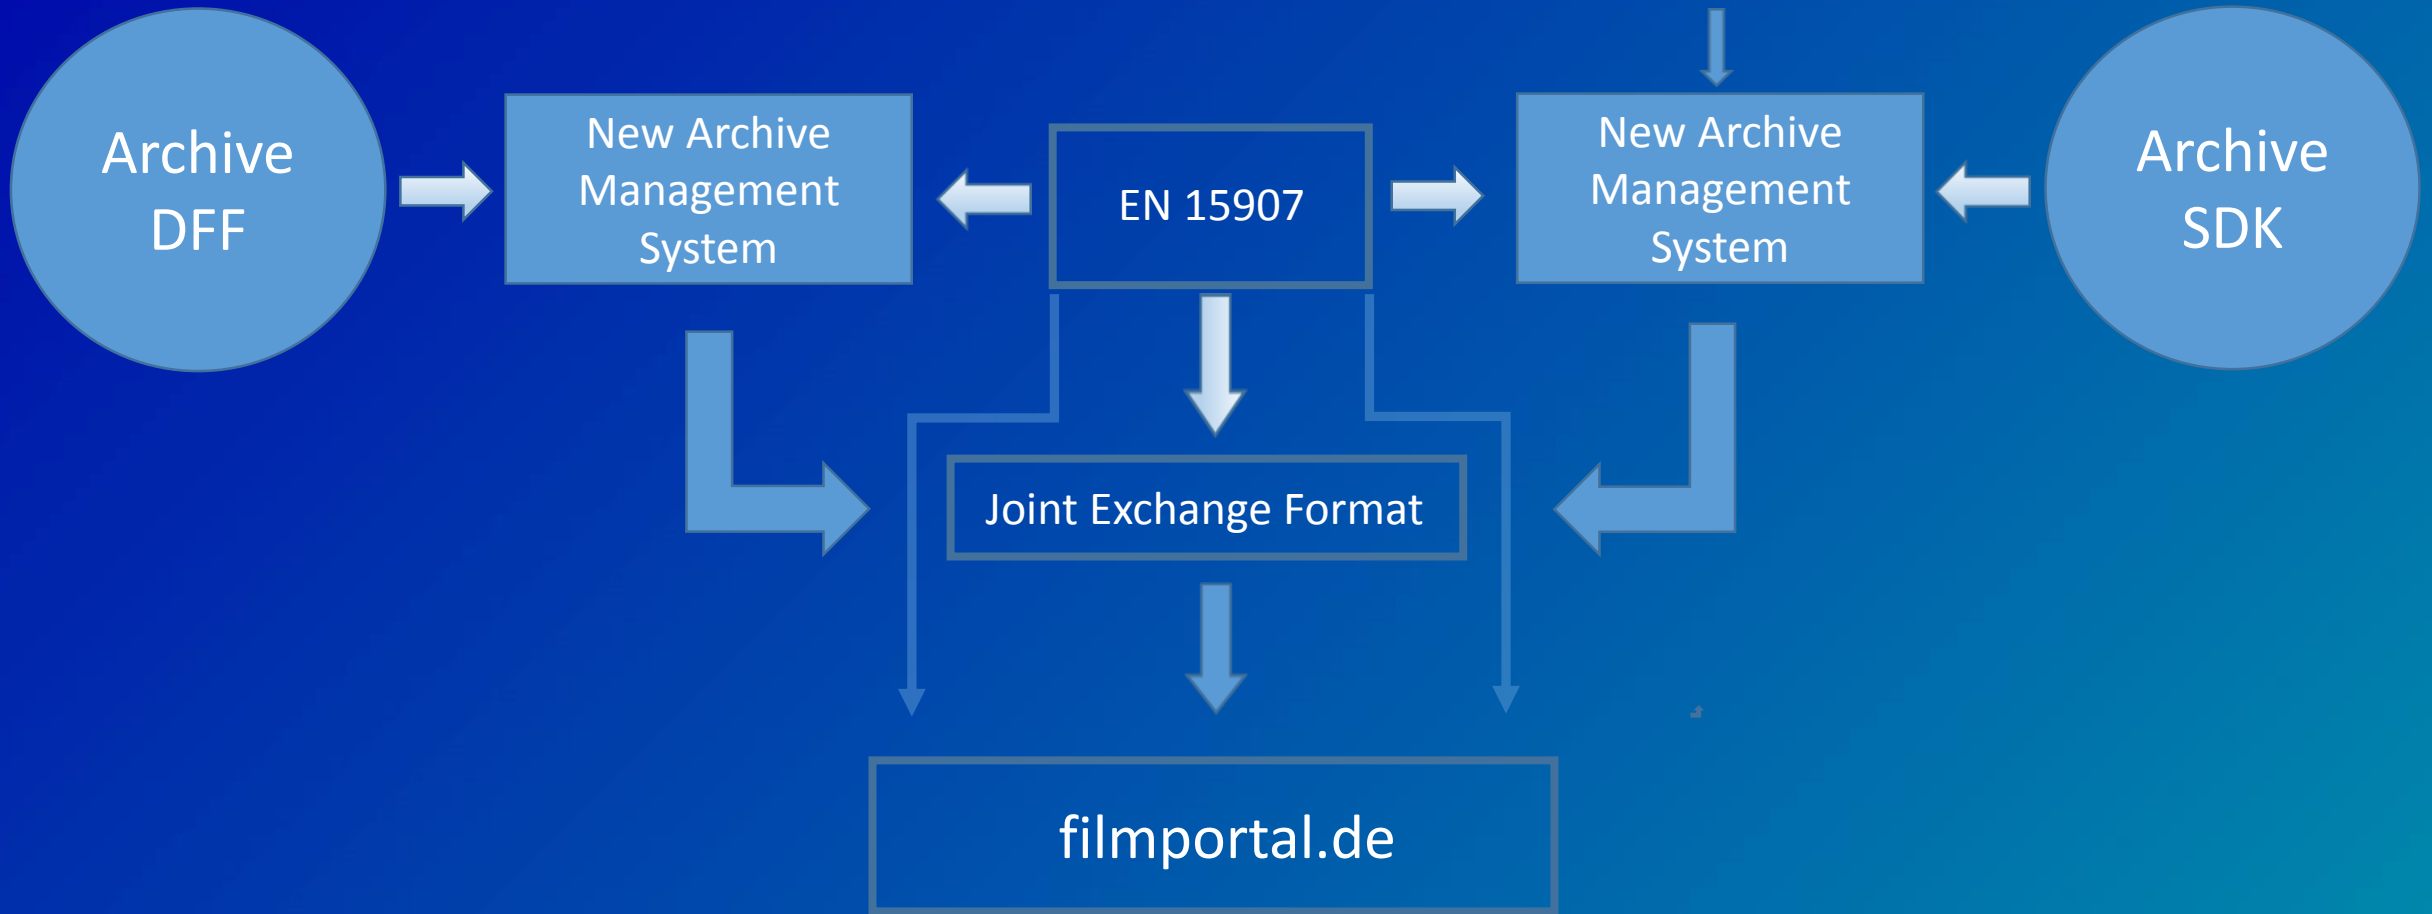 Archive
DFF
New Archive
Management
System
EN 15907
New Archive
Management
System
Archive
SDK
Joint Exchange Format
filmportal.de